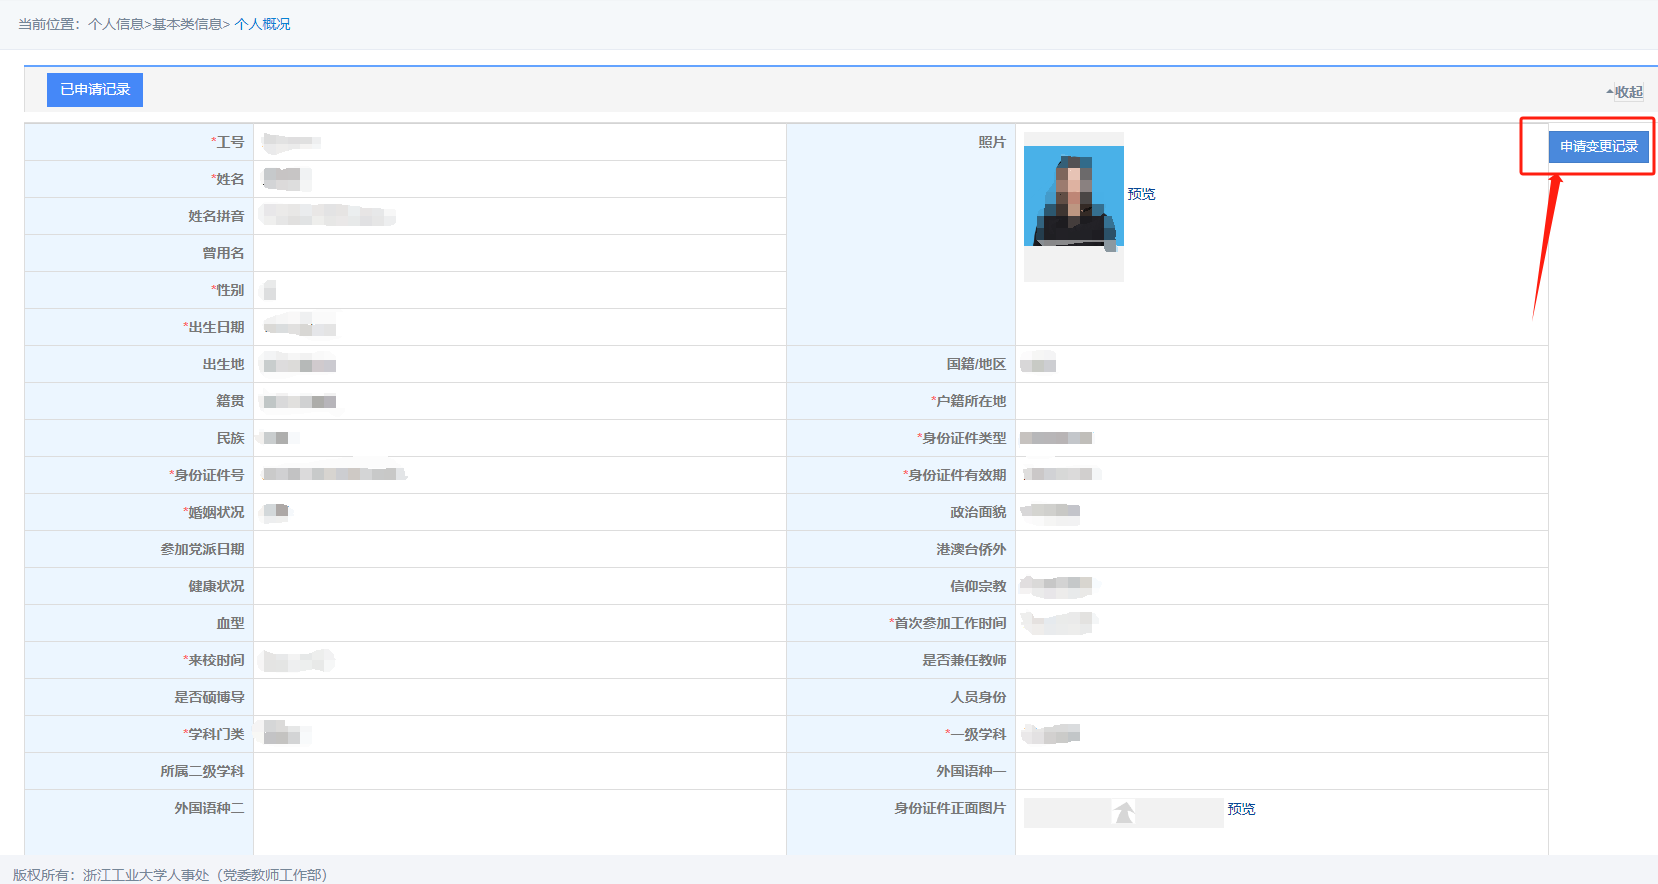 当前位置：个人信息>基本类信息> 个人概况
已申请记录
收起
*工号
照片
申请变更记录
*姓名
预览
姓名拼音
曾用名
*性别
*出生日期
出生地
国籍/地区
籍贯
*户籍所在地
民族
*身份证件类型
*身份证件号
*身份证件有效期
*婚姻状况
政治面貌
参加党派日期
港澳台侨外
健康状况
信仰宗教
血型
*首次参加工作时间
*来校时间
是否兼任教师
是否硕博导
人员身份
*学科门类
*一级学科
所属二级学科
外国语种一
外国语种二
身份证件正面图片
预览
版权所有：浙江工业大学人事处（党委教师工作部）